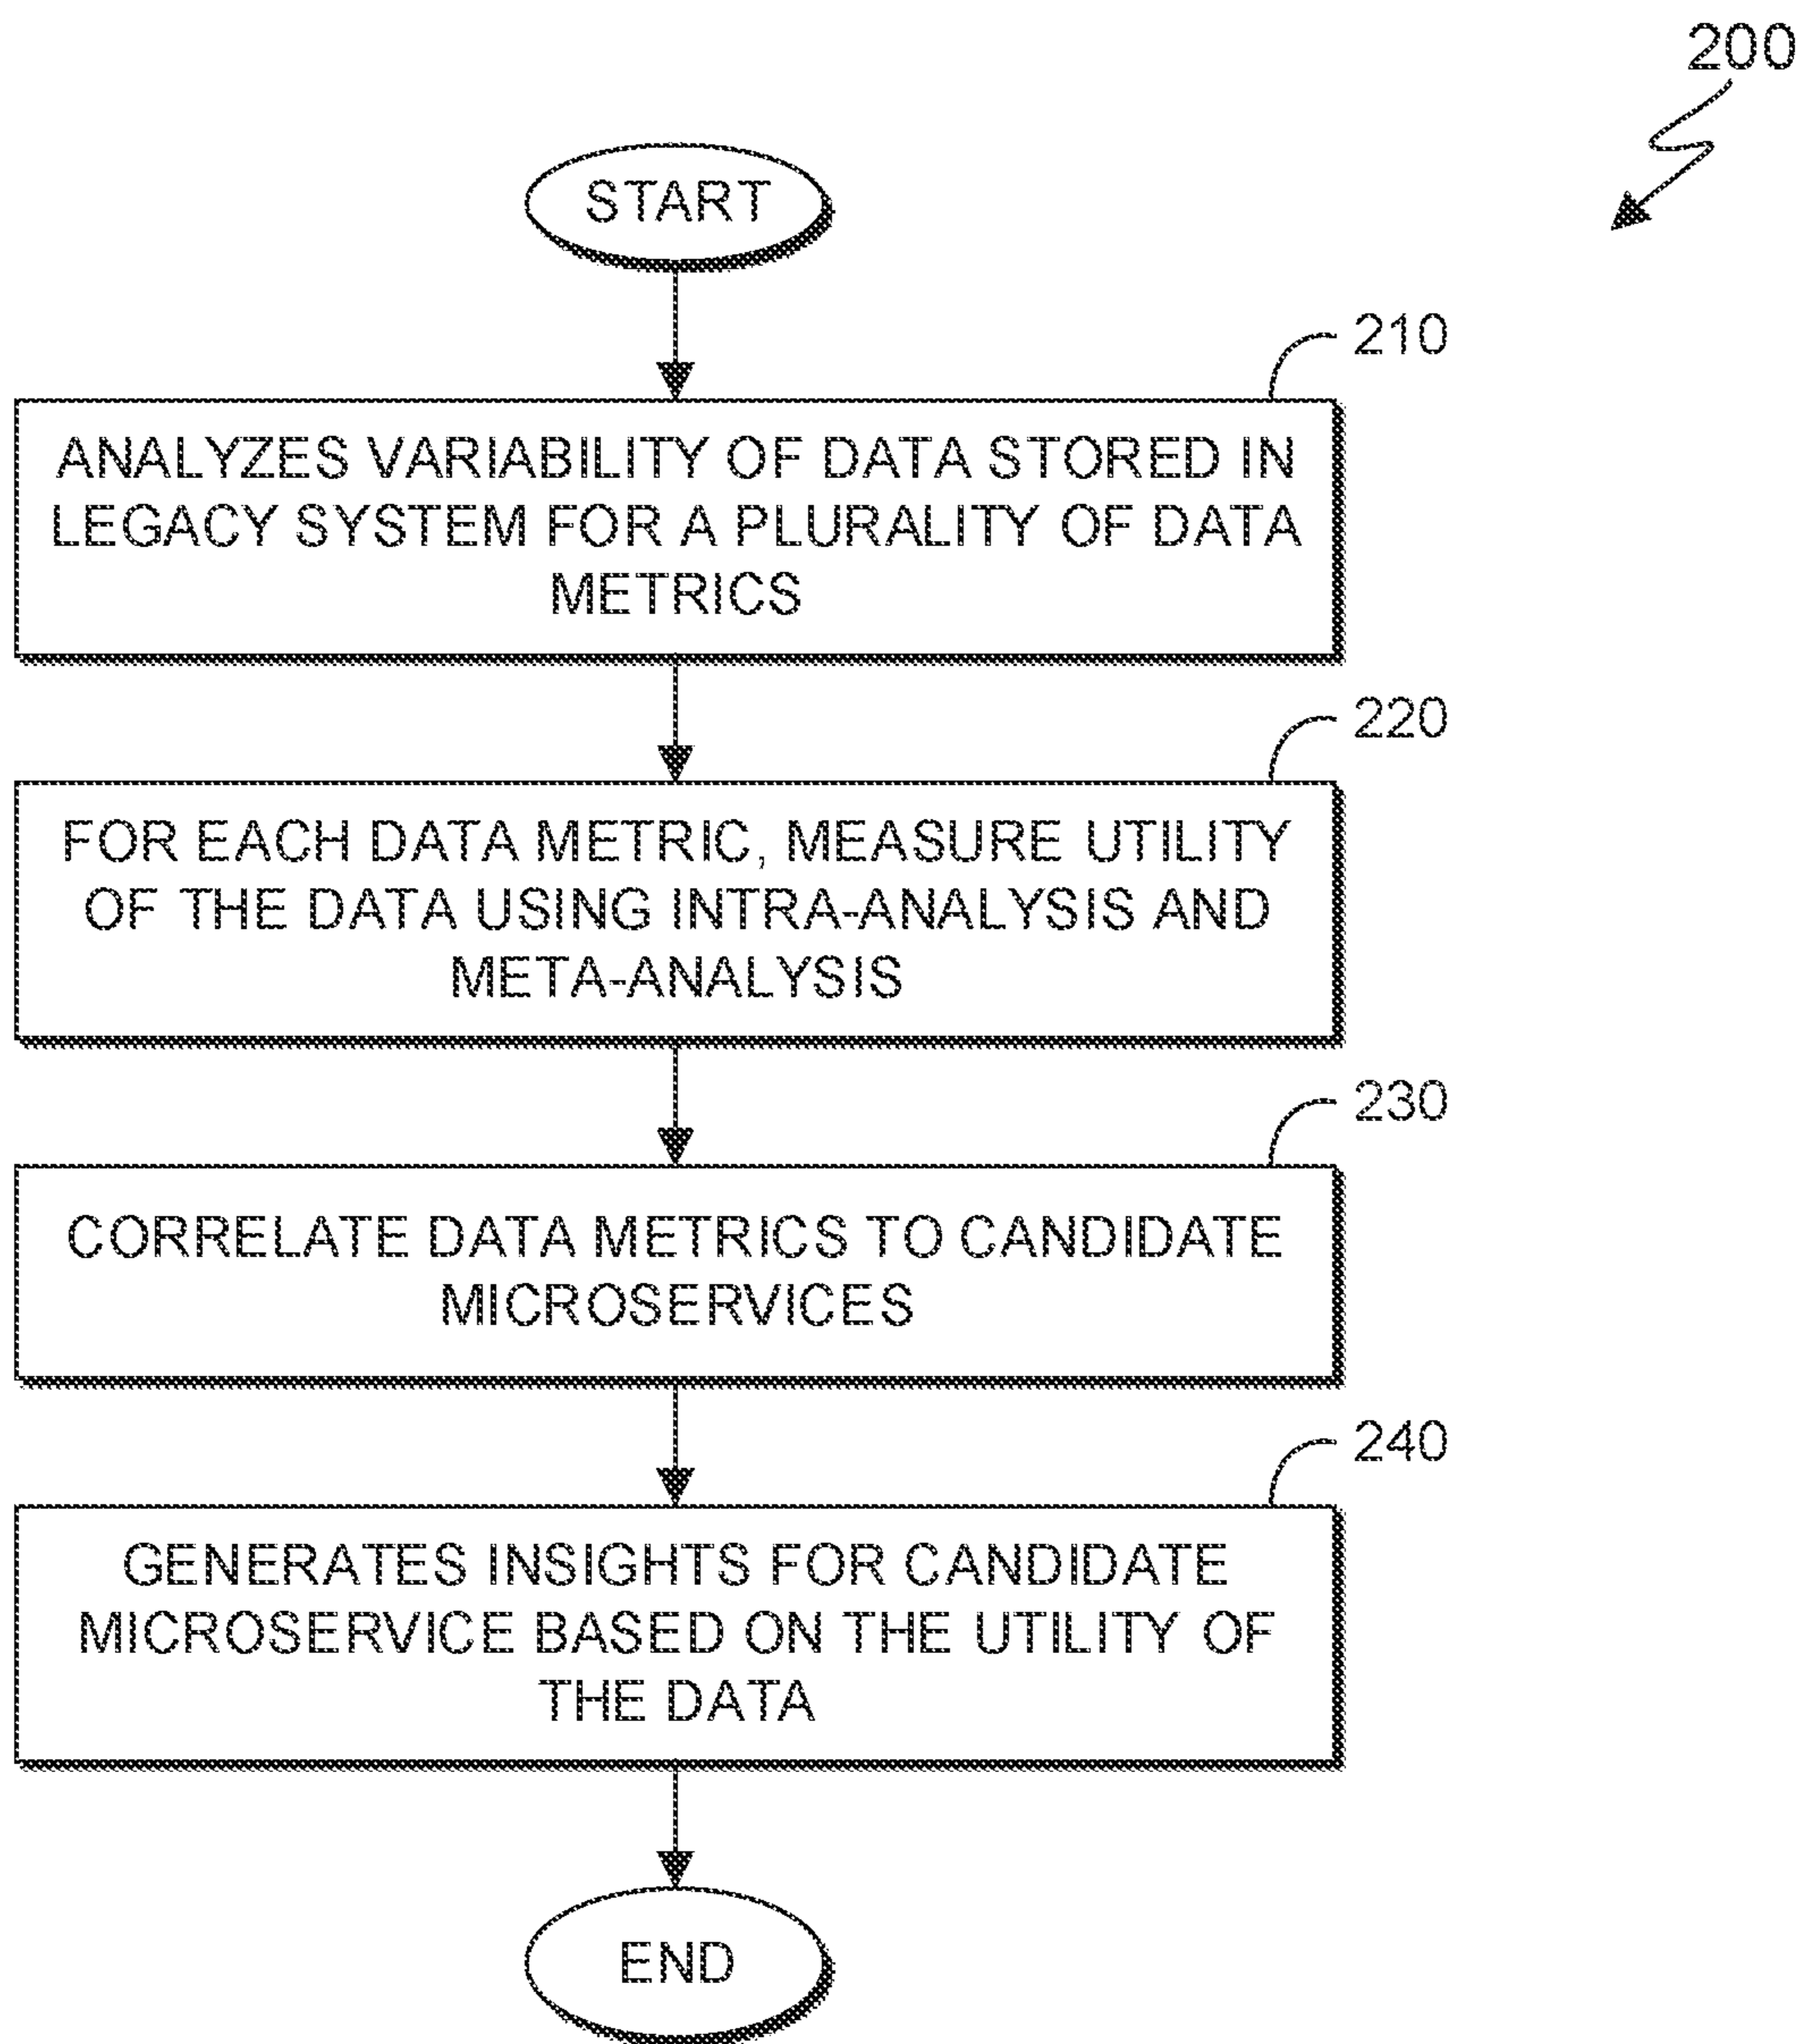 200
START
210
ANALYZES VARIABILITY OF DATA STORED IN
LEGACY SYSTEM FOR A PLURALITY OF DATA
METRICS
220
FOR EACH DATA METRIC, MEASURE UTILITY
OF THE DATA USING INTRA-ANALYSIS AND
META-ANALYSIS
230
CORRELATE DATA METRICS TO CANDIDATE
MICROSERVICES
240
GENERATES INSIGHTS FOR CANDIDATE
MICROSERVICE BASED ON THE UTILITY OF
THE DATA
END